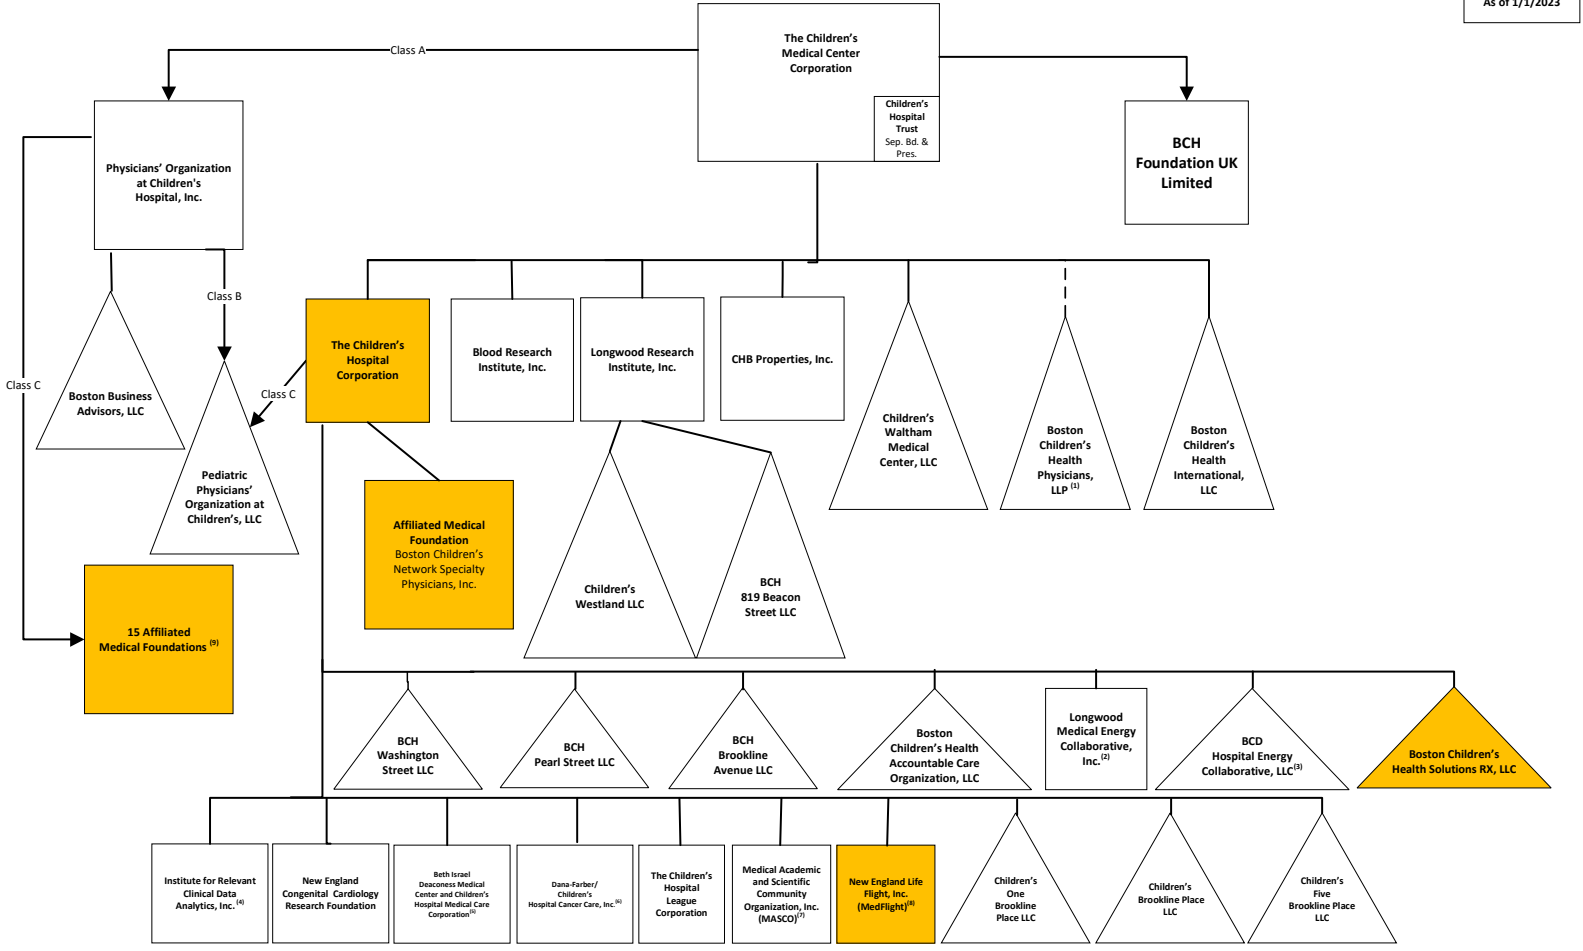 As of 1/1/2023
The Children's
Medical Center
Corporation
Children's
Hospital
Trust
Sep. Bd. &
Pres.
Class A
BCH
Foundation UK
Limited
Physicians' Organization
at Children's
Hospital, Inc.
Class B
Class C
Class C
The Children's
Hospital
Corporation
Blood Research
Institute, Inc.
Longwood Research
Institute, Inc.
CHB Properties, Inc.
Boston Business
Advisors, LLC
Children's
Waltham
Medical
Center, LLC
Boston
Children's
Health
Physicians,
LLP (1)
Boston
Children's
Health
International,
LLC
Pediatric
Physicians'
Organization at
Children's, LLC
Affiliated Medical
Foundation
Boston Children's
Network Specialty
Physicians, Inc.
Children's
Westland LLC
BCH
819 Beacon
Street LLC
15 Affiliated
Medical Foundations (9)
BCH
Washington
Street LLC
BCH
Pearl Street LLC
BCH
Brookline
Avenue LLC
Boston
Children's Health
Accountable Care
Organization, LLC
Longwood
Medical Energy
Collaborative,
Inc.(2)
BCD
Hospital Energy
Collaborative, LLC(3)
Boston Children's
Health Solutions RX, LLC
Institute for Relevant
Clinical Data
Analytics, Inc. (4)
New England
Congenital Cardiology
Research Foundation
Beth Israel
Deaconess Medical
Center and Children's
Hospital Medical Care
Corporation(5)
Dana-Farber/
Children's
Hospital Cancer Care, Inc.(6)
The Children's
Hospital
League
Corporation
Medical Academic
and Scientific
Community
Organization, Inc.
(MASCO)(7)
New England Life
Flight, Inc.
(MedFlight)(8)
Children's
One
Brookline
Place LLC
Children's
Brookline Place
LLC
Children's
Five
Brookline Place
LLC